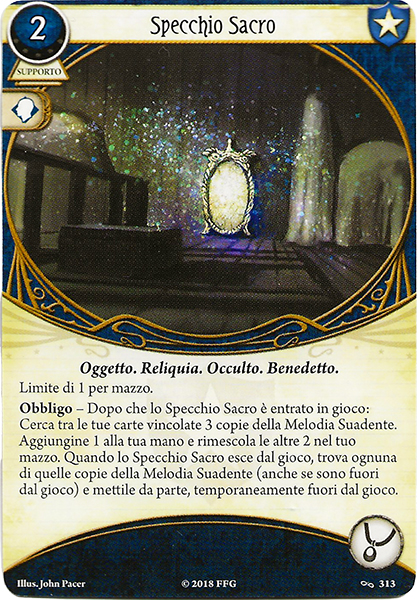 2
Specchio Sacro
SUPPORTO
Oggetto. Reliquia. Occulto. Benedetto.
Limite di 1 per mazzo.
Obbligo – Dopo che lo Specchio Sacro è entrato in gioco:
Cerca tra le tue carte vincolate 3 copie della Melodia Suadente.
Aggiungine 1 alla tua mano e rimescola le altre 2 nel tuo
mazzo. Quando lo Specchio Sacro esce dal gioco, trova ognuna
di quelle copie della Melodia Suadente (anche se sono fuori
dal gioco) e mettile da parte, temporaneamente fuori dal gioco.
Illus. John Pacer
© 2018 FFG
313